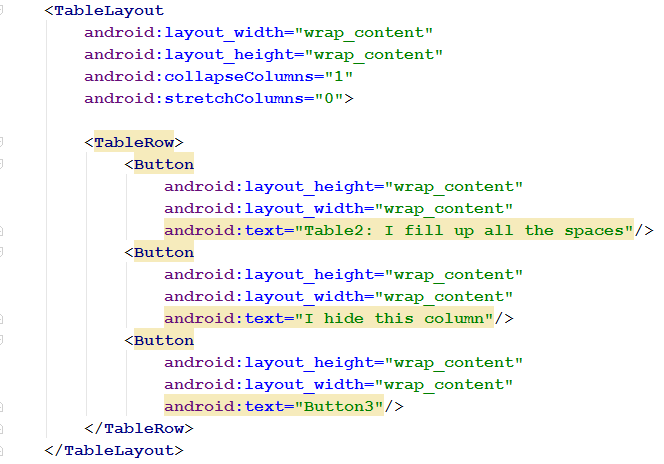 <TableLayout
android:layout_width="wrap_content"
android:layout_height="wrap_content"
android:collapseColumns="1"
android:stretchColumns="0">
<TableRow>
<Button
android:layout_height="wrap_content"
android:layout_width="wrap_content"
android:text="Table2: I fill up all the spaces"/>
<Button
android:layout_height="wrap_content"
android:layout_width="wrap_content"
android:text="I hide this column"/>
<Button
android:layout_height="wrap_content"
android:layout_width="wrap_content"
android:text="Button3"/>
</TableRow>
</TableLayout>